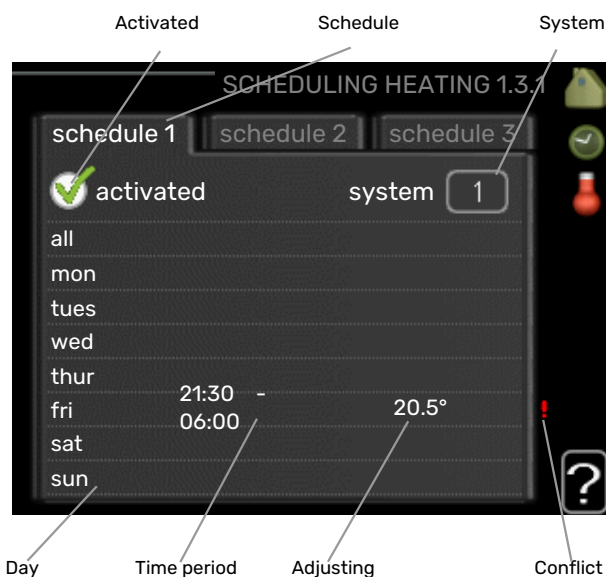 Activated Schedule System
SCHEDULING HEATING 1.3.1
schedule 1 schedule 2 schedule 3
activated system 1
all
mon
tues
wed
thur
fri 21:30 - 06:00 20.5° !
sat
sun
?
Day Time period Adjusting Conflict